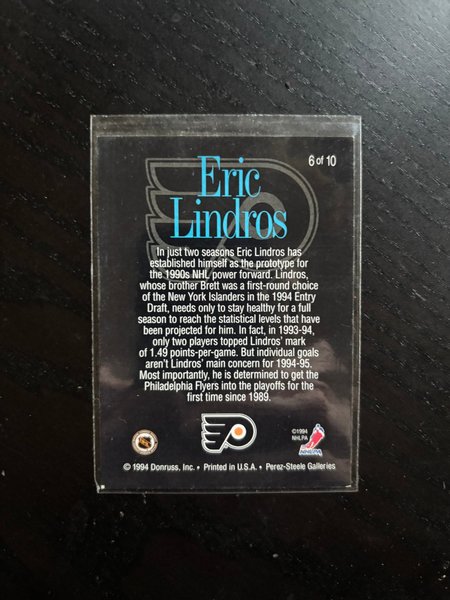 6 of 10
Eric
Lindros
In just two seasons Eric Lindros has
established himself as the prototype for
the 1990s NHL power forward. Lindros,
whose brother Brett was a first-round choice
of the New York Islanders in the 1994 Entry
Draft, needs only to stay healthy for a full
season to reach the statistical levels that have
been projected for him. In fact, in 1993-94,
only two players topped Lindros' mark
of 1.49 points-per-game. But individual goals
aren't Lindros' main concern for 1994-95.
Most importantly, he is determined to get the
Philadelphia Flyers into the playoffs for the
first time since 1989.
©1994
NHLPA
NHLPA
© 1994 Donruss, Inc. • Printed in U.S.A. • Perez-Steele Galleries